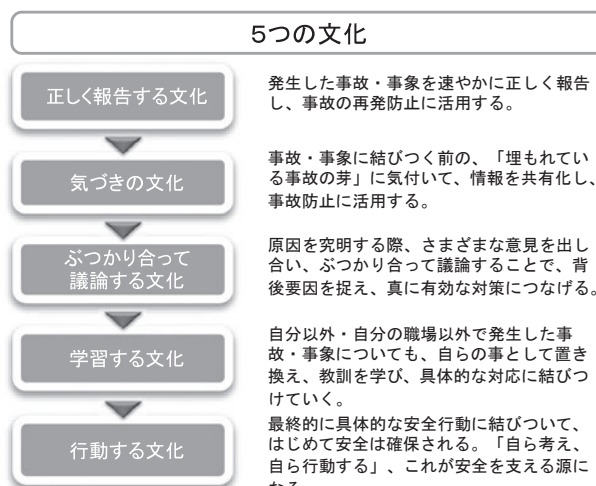 5つの文化
正しく報告する文化
発生した事故・事象を速やかに正しく報告
し、事故の再発防止に活用する。
気づきの文化
事故・事象に結びつく前の、「埋もれてい
る事故の芽」に気付いて、情報を共有化し、
事故防止に活用する。
ぶつかり合って
議論する文化
原因を究明する際、さまざまな意見を出し
合い、ぶつかり合って議論することで、背
後要因を捉え、真に有効な対策につなげる。
学習する文化
自分以外・自分の職場以外で発生した事
故・事象についても、自らの事として置き
換え、教訓を学び、具体的な対応に結びつ
けていく。
行動する文化
最終的に具体的な安全行動に結びついて、
はじめて安全は確保される。「自ら考え、
自ら行動する」、これが安全を支える源に
なる。